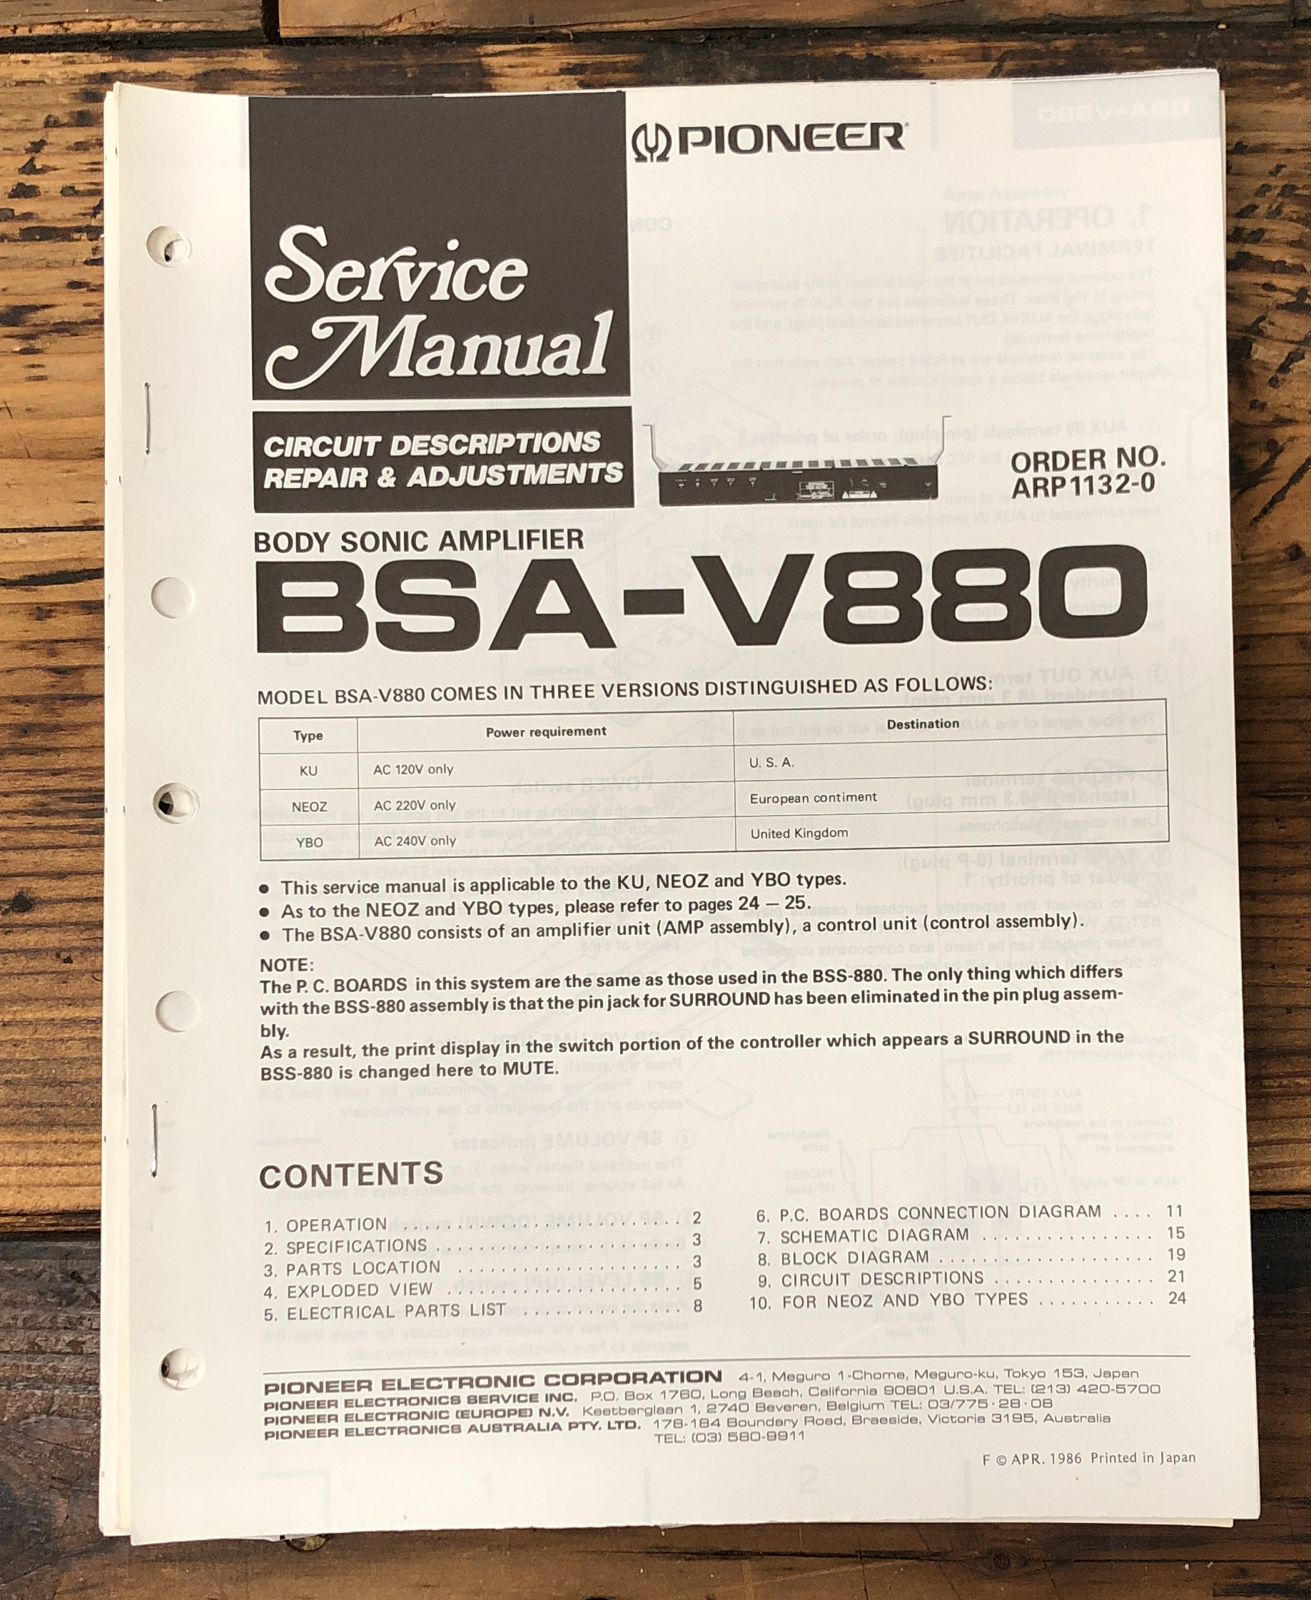 PIONEER
Service
Manual
CIRCUIT DESCRIPTIONS
REPAIR & ADJUSTMENTS
ORDER NO.
ARP1132-0
BODY SONIC AMPLIFIER
BSA-V880
MODEL BSA-V880 COMES IN THREE VERSIONS DISTINGUISHED AS FOLLOWS:
Type Power requirement Destination
KU AC 120V only U. S. A.
NEOZ AC 220V only European contiment
YBO AC 240V only United Kingdom
● This service manual is applicable to the KU, NEOZ and YBO types.
● As to the NEOZ and YBO types, please refer to pages 24 – 25.
● The BSA-V880 consists of an amplifier unit (AMP assembly), a control unit (control assembly).
NOTE:
The P. C. BOARDS in this system are the same as those used in the BSS-880. The only thing which differs
with the BSS-880 assembly is that the pin jack for SURROUND has been eliminated in the pin plug assem-
bly.
As a result, the print display in the switch portion of the controller which appears a SURROUND in the
BSS-880 is changed here to MUTE.
CONTENTS
1. OPERATION .......................... 2
2. SPECIFICATIONS ....................... 3
3. PARTS LOCATION ..................... 3
4. EXPLODED VIEW ...................... 5
5. ELECTRICAL PARTS LIST ............... 8
6. P.C. BOARDS CONNECTION DIAGRAM .... 11
7. SCHEMATIC DIAGRAM ................ 15
8. BLOCK DIAGRAM .................... 19
9. CIRCUIT DESCRIPTIONS ............... 21
10. FOR NEOZ AND YBO TYPES ........... 24
PIONEER ELECTRONIC CORPORATION 4-1, Meguro 1-Chome, Meguro-ku, Tokyo 153, Japan
PIONEER ELECTRONICS SERVICE INC. P.O. Box 1760, Long Beach, California 90801 U.S.A. TEL: (213) 420-5700
PIONEER ELECTRONIC (EUROPE) N.V. Keetberglaan 1, 2740 Beveren, Belgium TEL: 03/775·28·08
PIONEER ELECTRONICS AUSTRALIA PTY. LTD. 178-184 Boundary Road, Braeside, Victoria 3195, Australia
TEL: (03) 580-9911
F © APR. 1986 Printed in Japan